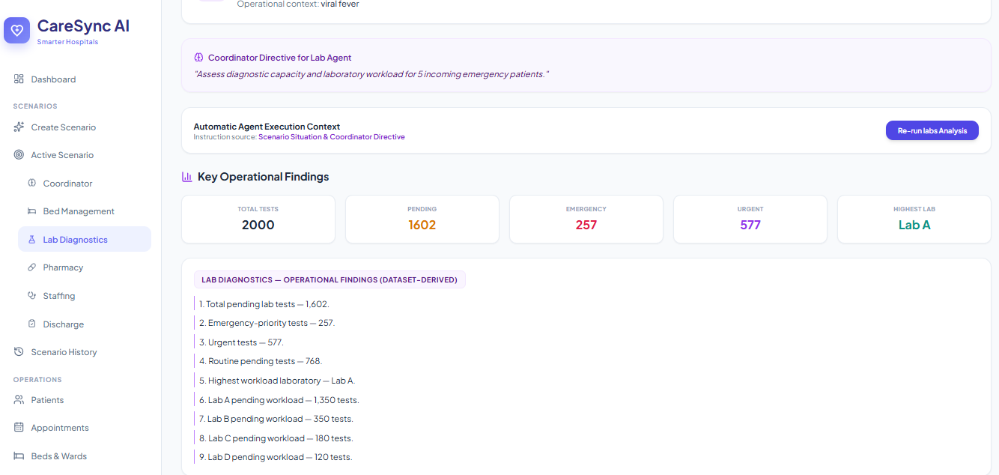 CareSync AI
Smarter Hospitals
Dashboard
SCENARIOS
Create Scenario
Active Scenario
Coordinator
Bed Management
Lab Diagnostics
Pharmacy
Staffing
Discharge
Scenario History
OPERATIONS
Patients
Appointments
Beds & Wards
Operational context: viral fever
Coordinator Directive for Lab Agent
"Assess diagnostic capacity and laboratory workload for 5 incoming emergency patients."
Automatic Agent Execution Context
Instruction source: Scenario Situation & Coordinator Directive
Re-run labs Analysis
Key Operational Findings
TOTAL TESTS
2000
PENDING
1602
EMERGENCY
257
URGENT
577
HIGHEST LAB
Lab A
LAB DIAGNOSTICS — OPERATIONAL FINDINGS (DATASET-DERIVED)
1. Total pending lab tests — 1,602.
2. Emergency-priority tests — 257.
3. Urgent tests — 577.
4. Routine pending tests — 768.
5. Highest workload laboratory — Lab A.
6. Lab A pending workload — 1,350 tests.
7. Lab B pending workload — 350 tests.
8. Lab C pending workload — 180 tests.
9. Lab D pending workload — 120 tests.